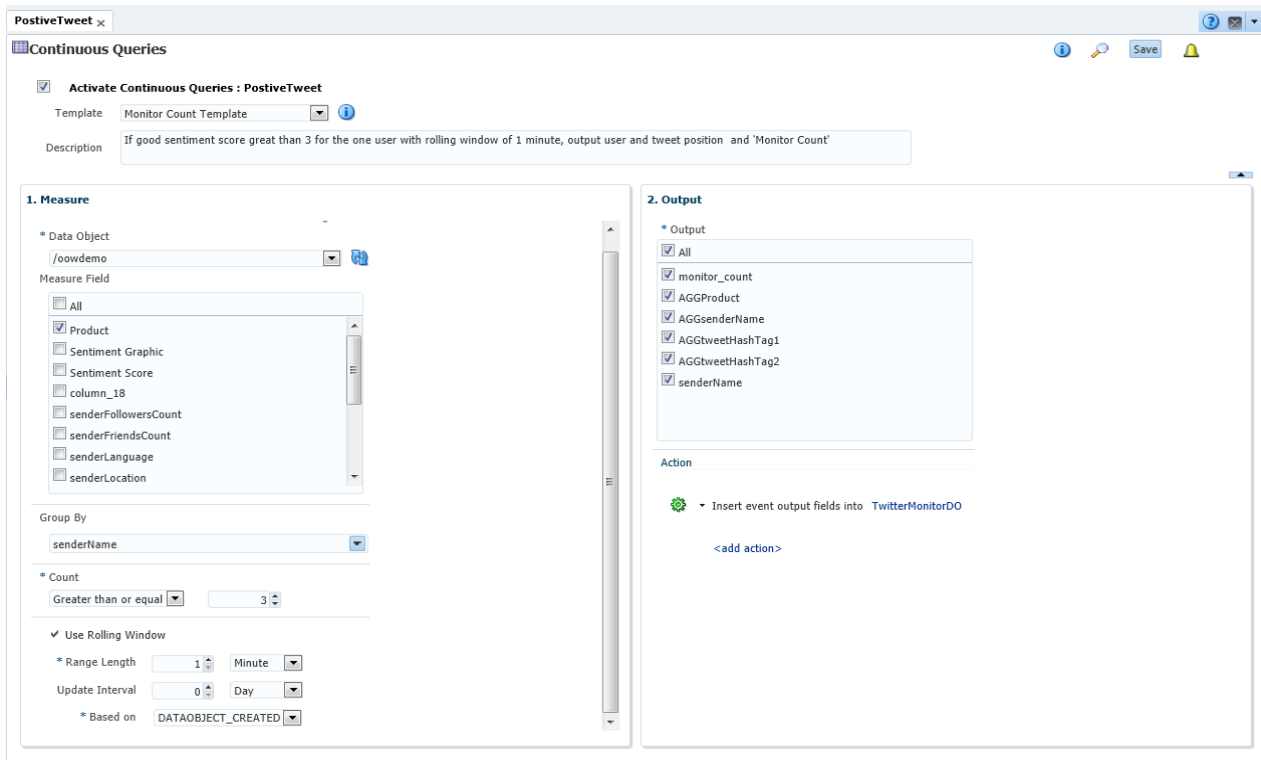 PostiveTweet
Continuous Queries
Save
Activate Continuous Queries : PostiveTweet
Template Monitor Count Template
Description If good sentiment score great than 3 for the one user with rolling window of 1 minute, output user and tweet position and 'Monitor Count'
1. Measure
* Data Object
/oowdemo
Measure Field
All
Product
Sentiment Graphic
Sentiment Score
column_18
senderFollowersCount
senderFriendsCount
senderLanguage
senderLocation
Group By
senderName
* Count
Greater than or equal 3
Use Rolling Window
* Range Length 1 Minute
Update Interval 0 Day
* Based on DATAOBJECT_CREATED
2. Output
* Output
All
monitor_count
AGGProduct
AGGsenderName
AGGtweetHashTag1
AGGtweetHashTag2
senderName
Action
Insert event output fields into TwitterMonitorDO
<add action>